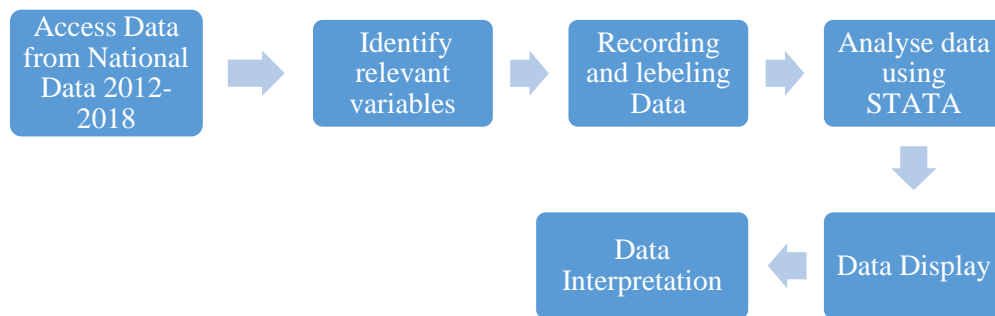 Access Data
from National
Data 2012-
2018
Identify
relevant
variables
Recording
and lebeling
Data
Analyse data
using
STATA
Data Display
Data
Interpretation